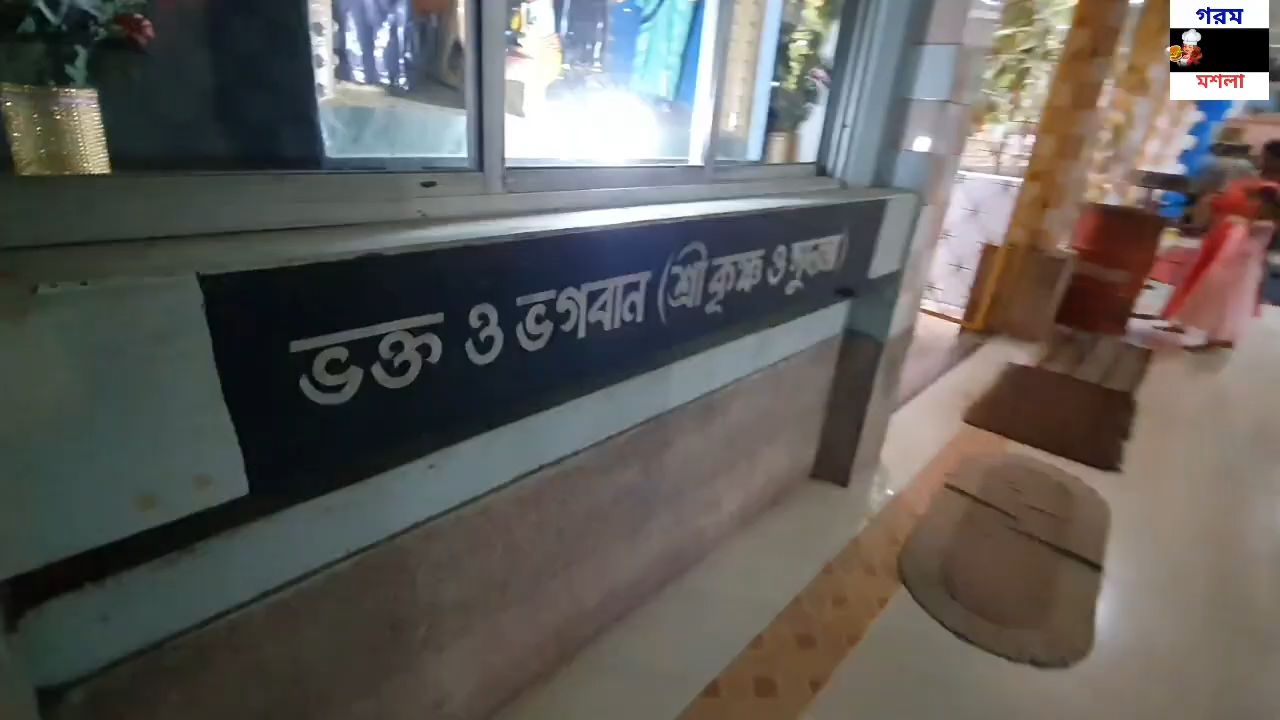 গরম
মশলা
ভক্ত ও ভগবান (শ্রী কৃষ্ণ ও সুদামা)